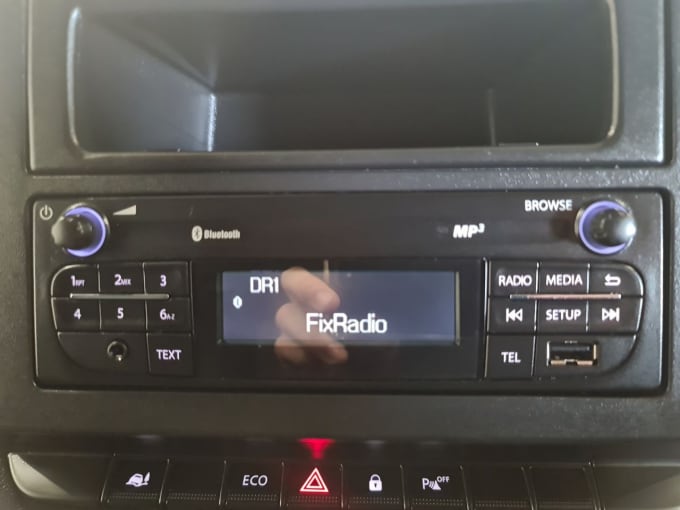 BROWSE
Bluetooth
MP3
1RPT 2MIX 3
DR1
RADIO MEDIA
4 5 6A-Z
FixRadio
SETUP
TEXT
TEL
ECO
P OFF